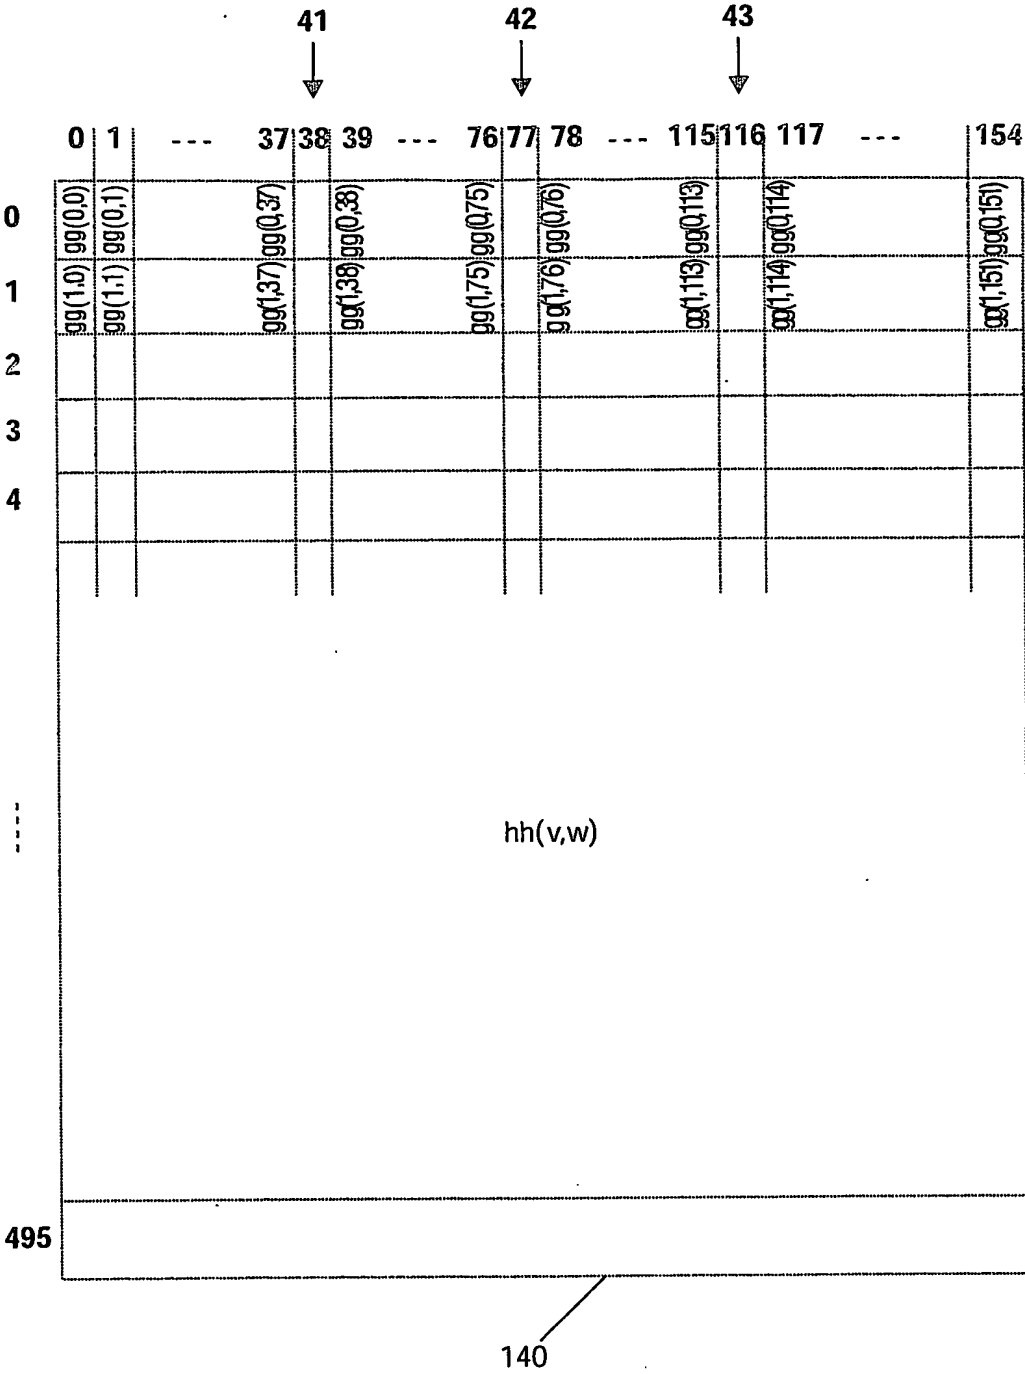 41 42 43
0 1 --- 37 38 39 --- 76 77 78 --- 115 116 117 --- 154
0 gg(0,0) gg(0,1) gg(0,37) gg(0,38) gg(0,75) gg(0,76) gg(0,113) gg(0,114) gg(0,151)
1 gg(1.0) gg(1.1) gg(1,37) gg(1,38) gg(1,75) gg(1,76) gg(1,113) gg(1,114) gg(1,151)
2
3
4
----
hh(v,w)
495
140